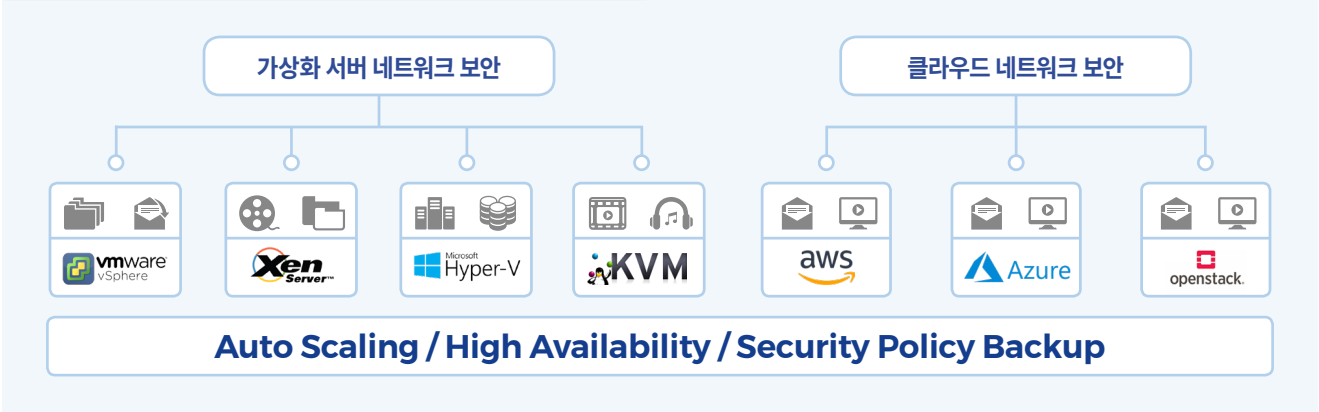 가상화 서버 네트워크 보안
클라우드 네트워크 보안
vmware
vSphere
Xen
Server™
Microsoft
Hyper-V
KVM
aws
Azure
openstack.
Auto Scaling / High Availability / Security Policy Backup